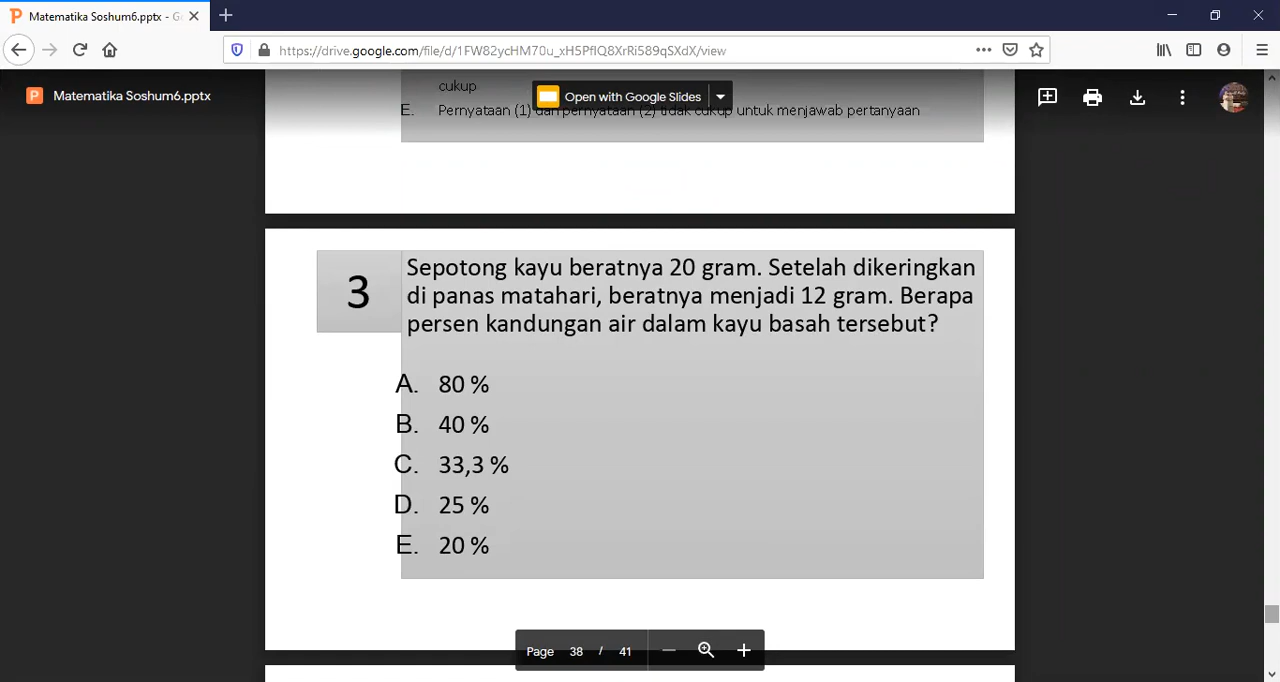 Matematika Soshum6.pptx - G
https://drive.google.com/file/d/1FW82ycHM70u_xH5PflQ8XrRi589qSXdX/view
Matematika Soshum6.pptx
cukup
Open with Google Slides
E. Pernyataan (1) dan pernyataan (2) tidak cukup untuk menjawab pertanyaan
3
Sepotong kayu beratnya 20 gram. Setelah dikeringkan
di panas matahari, beratnya menjadi 12 gram. Berapa
persen kandungan air dalam kayu basah tersebut?
A. 80 %
B. 40 %
C. 33,3 %
D. 25 %
E. 20 %
Page 38 / 41